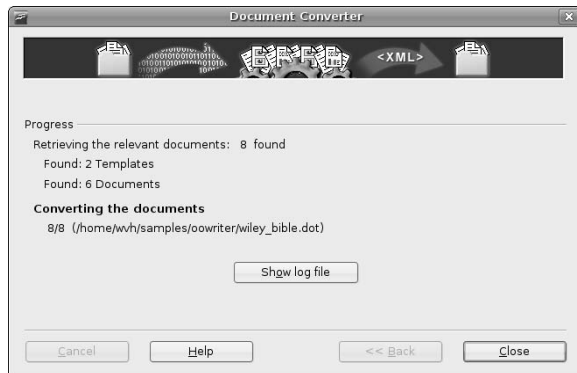 Document Converter
<XML>
Progress
Retrieving the relevant documents: 8 found
Found: 2 Templates
Found: 6 Documents
Converting the documents
8/8 (/home/wvh/samples/oowriter/wiley_bible.dot)
Show log file
Cancel Help << Back Close